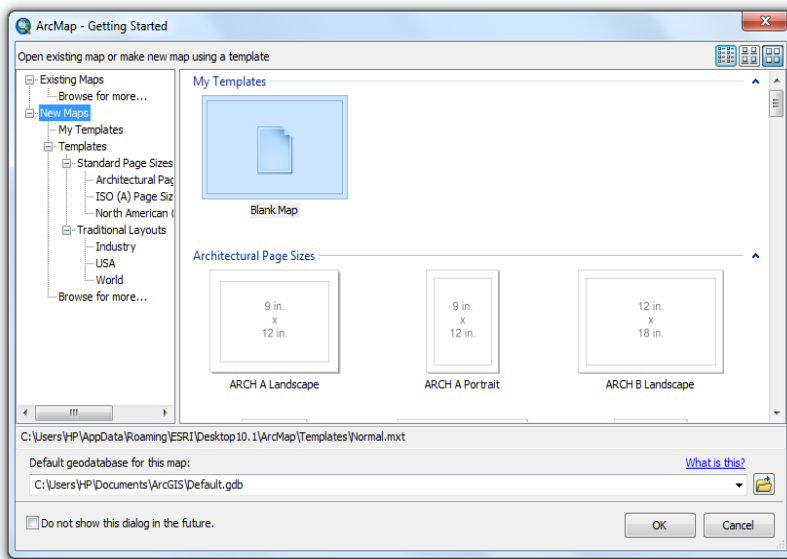 ArcMap - Getting Started
Open existing map or make new map using a template
Existing Maps
Browse for more...
New Maps
My Templates
Templates
Standard Page Sizes
Architectural Pag
ISO (A) Page Siz
North American (
Traditional Layouts
Industry
USA
World
Browse for more...
My Templates
Blank Map
Architectural Page Sizes
9 in.
x
12 in.
ARCH A Landscape
9 in.
x
12 in.
ARCH A Portrait
12 in.
x
18 in.
ARCH B Landscape
C:\Users\HP\AppData\Roaming\ESRI\Desktop10.1\ArcMap\Templates\Normal.mxt
Default geodatabase for this map:
What is this?
C:\Users\HP\Documents\ArcGIS\Default.gdb
Do not show this dialog in the future.
OK
Cancel